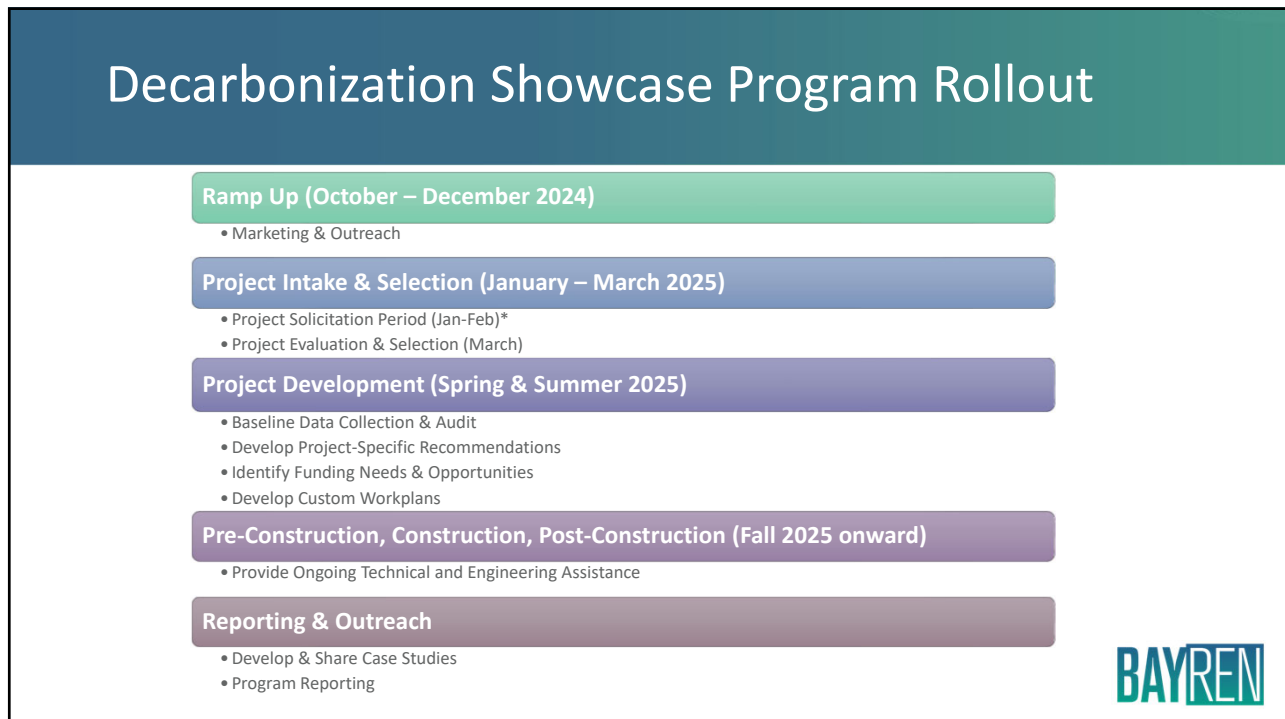 Decarbonization Showcase Program Rollout
Ramp Up (October – December 2024)
• Marketing & Outreach
Project Intake & Selection (January – March 2025)
• Project Solicitation Period (Jan-Feb)*
• Project Evaluation & Selection (March)
Project Development (Spring & Summer 2025)
• Baseline Data Collection & Audit
• Develop Project-Specific Recommendations
• Identify Funding Needs & Opportunities
• Develop Custom Workplans
Pre-Construction, Construction, Post-Construction (Fall 2025 onward)
• Provide Ongoing Technical and Engineering Assistance
Reporting & Outreach
• Develop & Share Case Studies
• Program Reporting
BAYREN